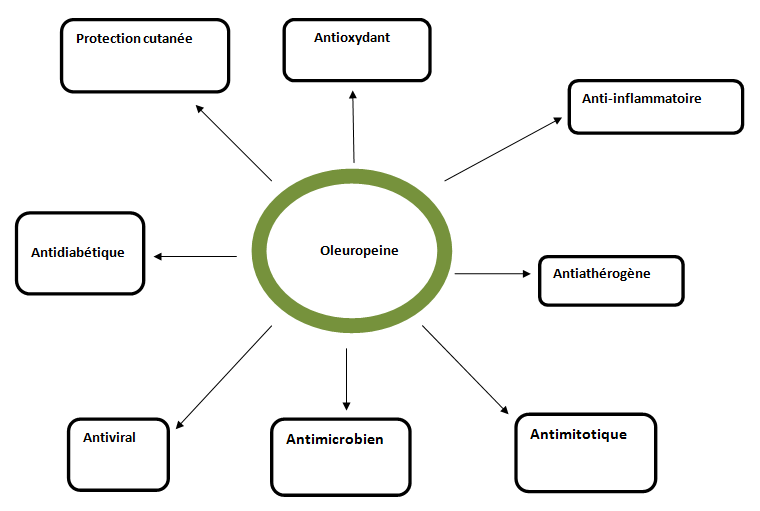 Protection cutanée
Antioxydant
Anti-inflammatoire
Antidiabétique
Oleuropeine
Antiathérogène
Antiviral
Antimicrobien
Antimitotique